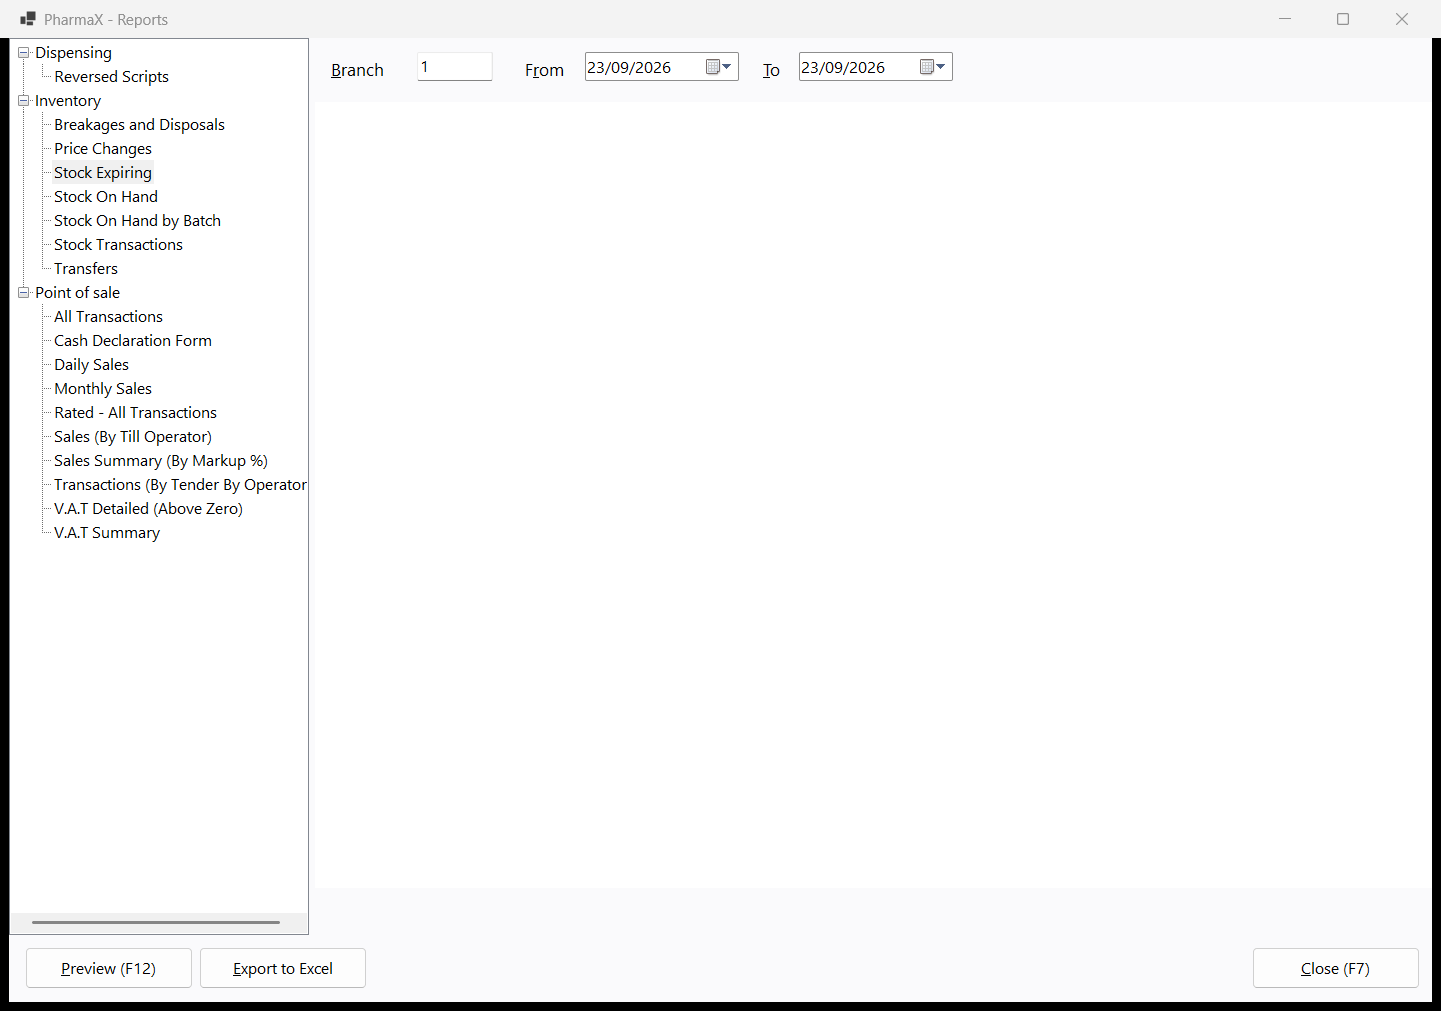 PharmaX - Reports
Dispensing
Reversed Scripts
Inventory
Breakages and Disposals
Price Changes
Stock Expiring
Stock On Hand
Stock On Hand by Batch
Stock Transactions
Transfers
Point of sale
All Transactions
Cash Declaration Form
Daily Sales
Monthly Sales
Rated - All Transactions
Sales (By Till Operator)
Sales Summary (By Markup %)
Transactions (By Tender By Operator
V.A.T Detailed (Above Zero)
V.A.T Summary
Branch 1 From 23/09/2026 To 23/09/2026
Preview (F12) Export to Excel Close (F7)